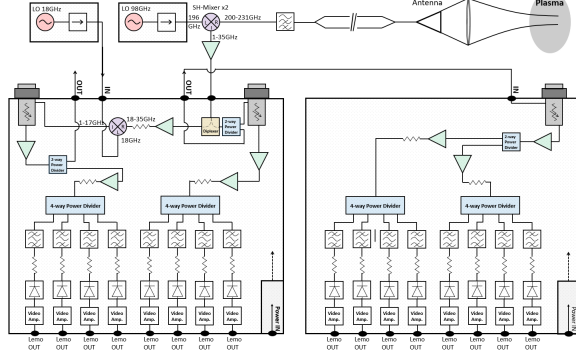 LO 18GHz
LO 98GHz
SH-Mixer x2
196
GHz
200-231GHz
Antenna
Plasma
1-35GHz
OUT
IN
OUT
IN
1-17GHz
18-35GHz
18GHz
Diplexer
2-way
Power
Divider
2-way
Power
Divider
2-way
Power
Divider
4-way Power Divider
4-way Power Divider
4-way Power Divider
4-way Power Divider
Video
Amp.
Video
Amp.
Video
Amp.
Video
Amp.
Video
Amp.
Video
Amp.
Video
Amp.
Video
Amp.
Power IN
Video
Amp.
Video
Amp.
Video
Amp.
Video
Amp.
Video
Amp.
Video
Amp.
Video
Amp.
Video
Amp.
Power IN
Lemo
OUT
Lemo
OUT
Lemo
OUT
Lemo
OUT
Lemo
OUT
Lemo
OUT
Lemo
OUT
Lemo
OUT
Lemo
OUT
Lemo
OUT
Lemo
OUT
Lemo
OUT
Lemo
OUT
Lemo
OUT
Lemo
OUT
Lemo
OUT